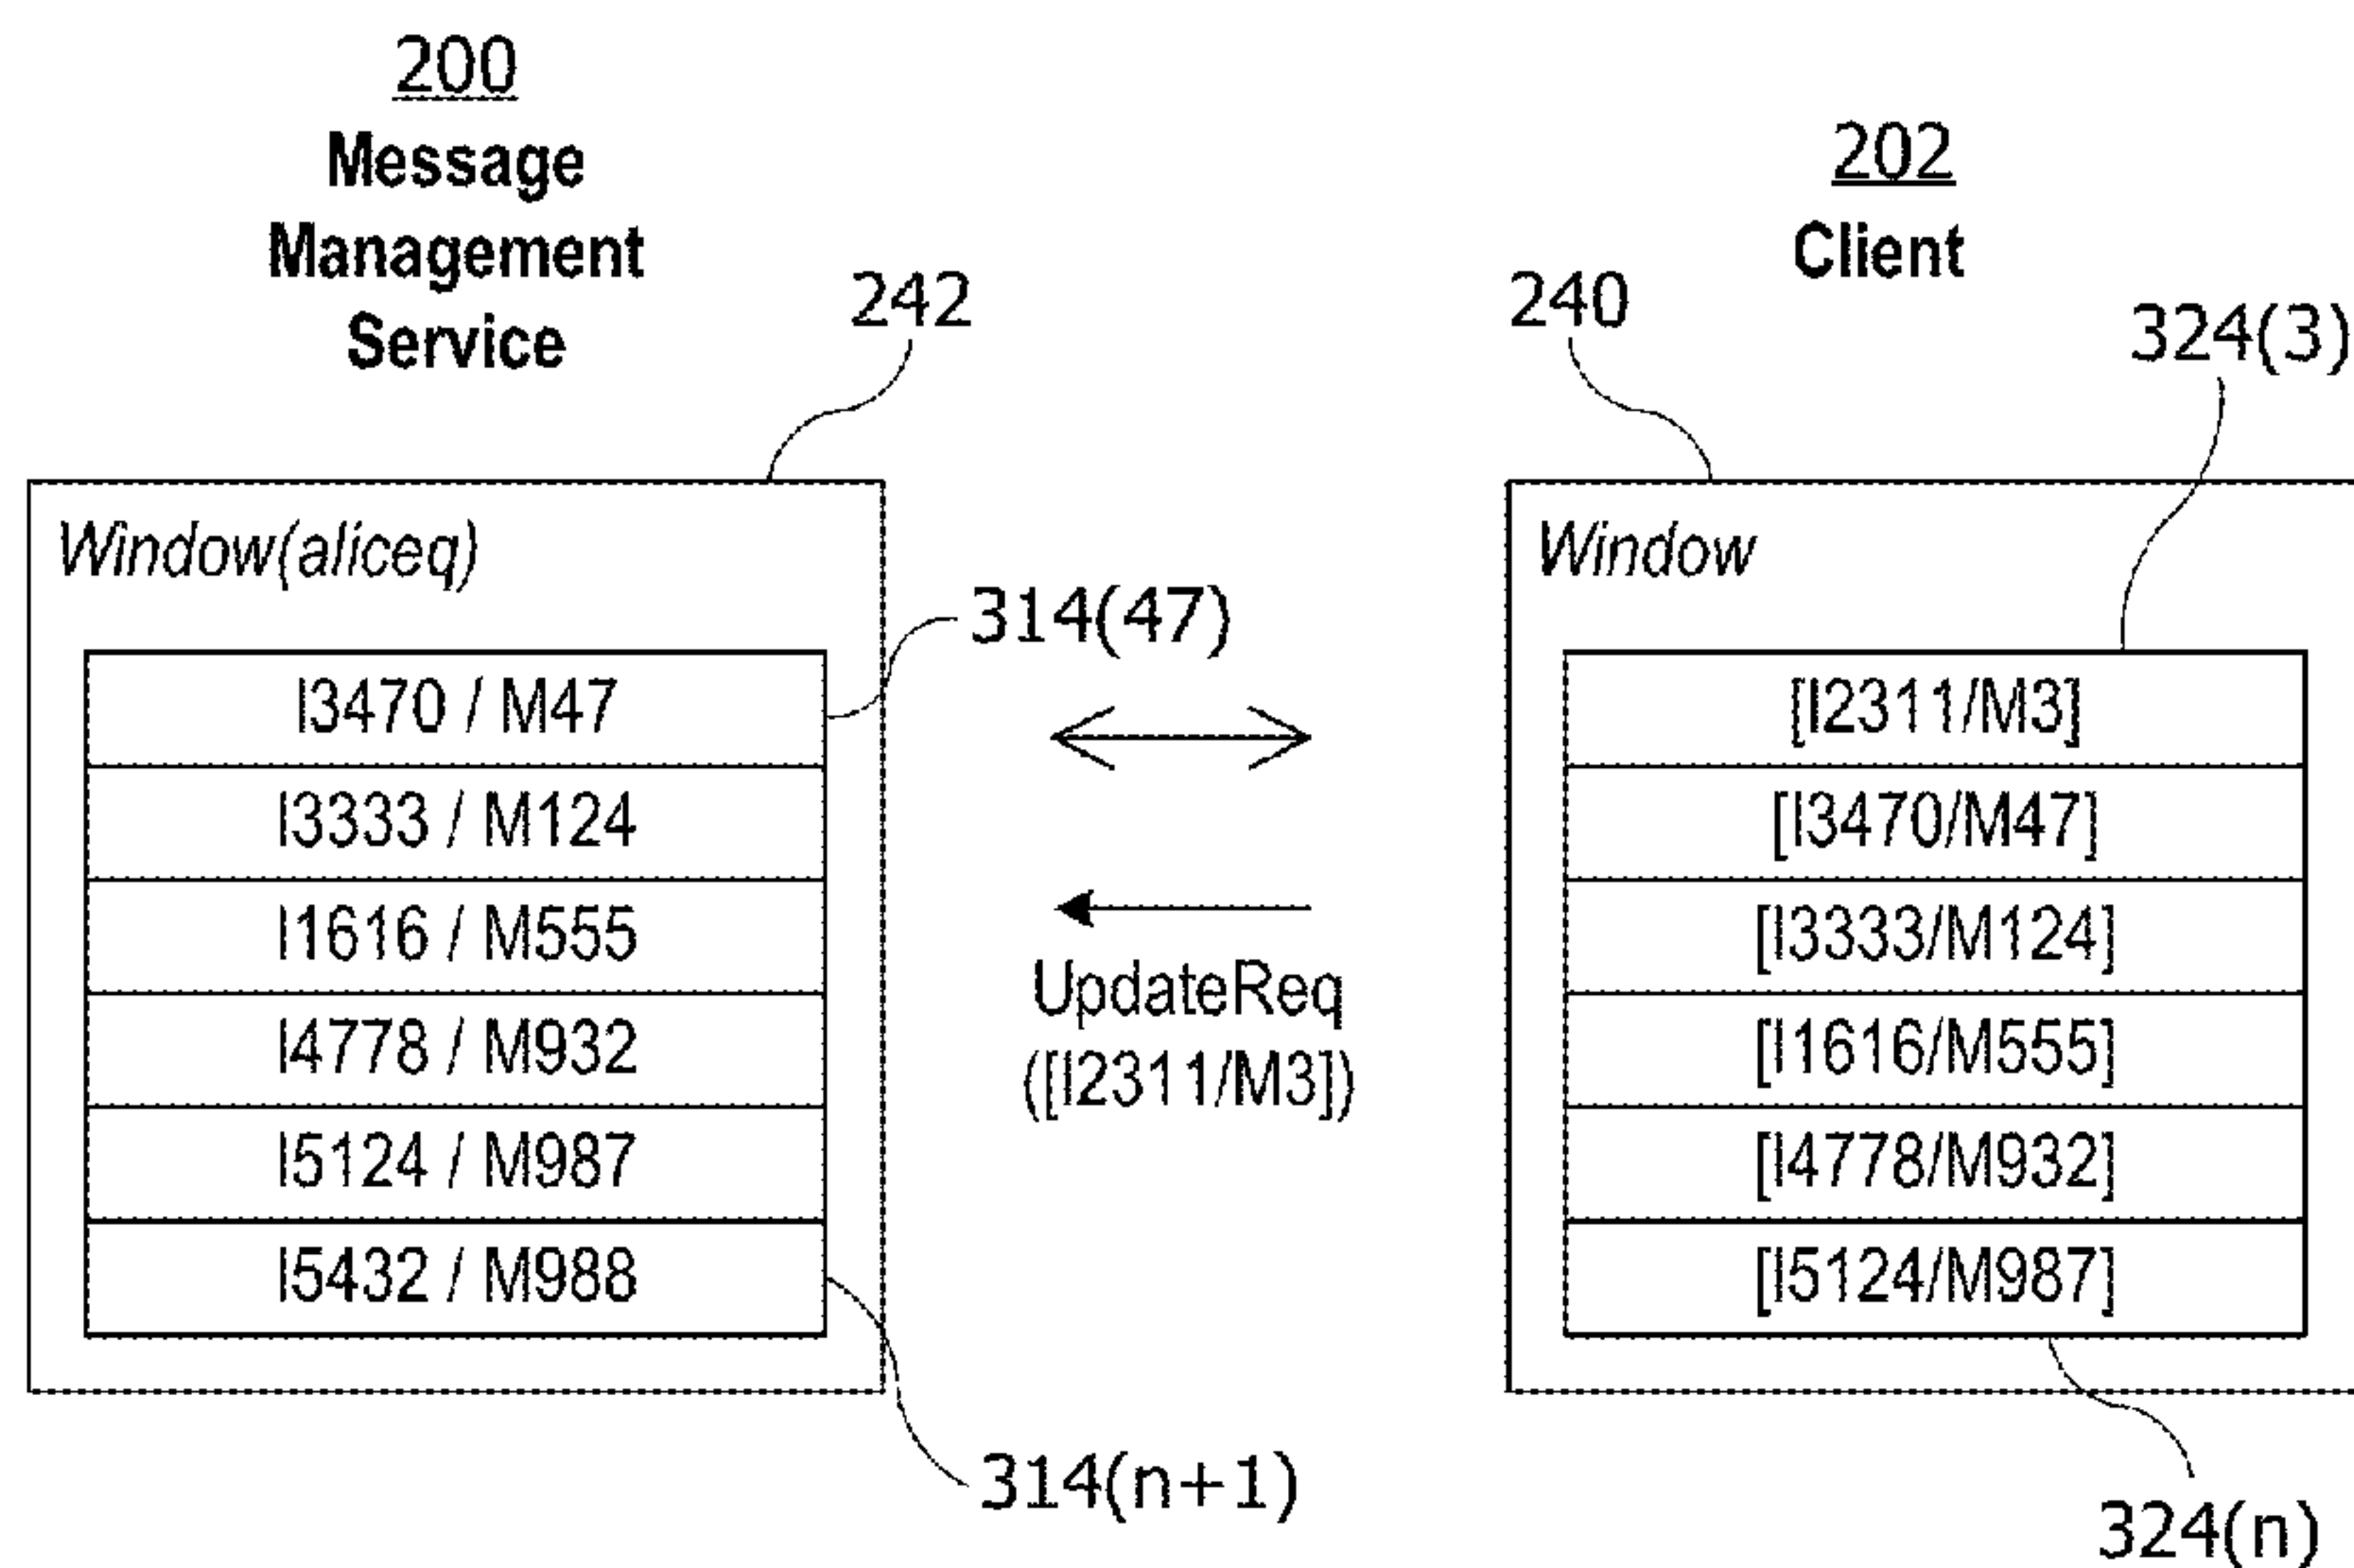 200
Message
Management
Service
242
202
Client
240
324(3)
Window(aliceq)
314(47)
I3470 / M47
I3333 / M124
I1616 / M555
I4778 / M932
I5124 / M987
I5432 / M988
314(n+1)
UpdateReq
([I2311/M3])
Window
[I2311/M3]
[I3470/M47]
[I3333/M124]
[I1616/M555]
[I4778/M932]
[I5124/M987]
324(n)